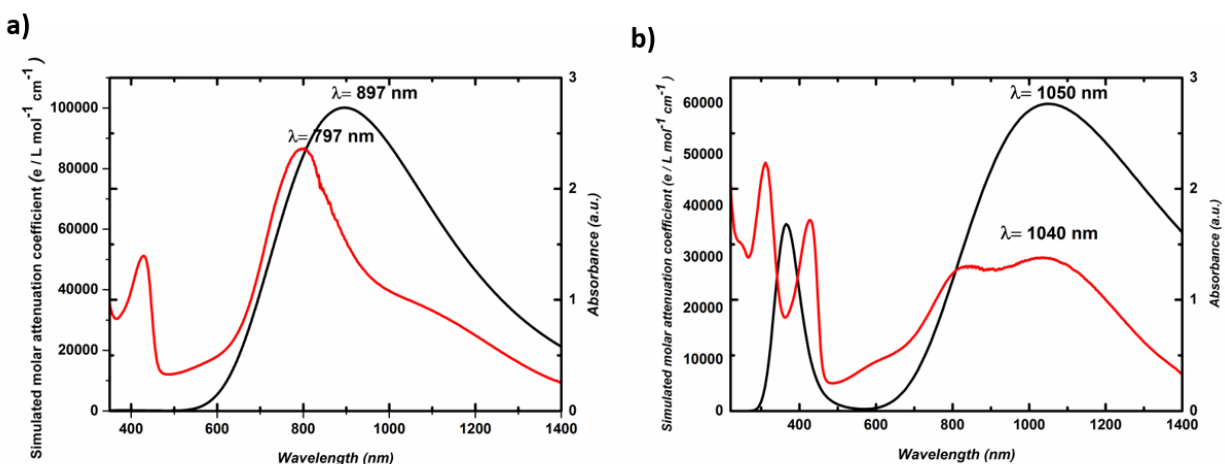 a)
Simulated molar attenuation coefficient (e / L mol⁻¹ cm⁻¹)
100000
80000
60000
40000
20000
0
λ= 897 nm
λ= 797 nm
3
2
1
0
Absorbance (a.u.)
400 600 800 1000 1200 1400
Wavelength (nm)
b)
Simulated molar attenuation coefficient (e / L mol⁻¹ cm⁻¹)
60000
50000
40000
30000
20000
10000
0
λ= 1050 nm
λ= 1040 nm
3
2
1
0
Absorbance (a.u.)
400 600 800 1000 1200 1400
Wavelength (nm)